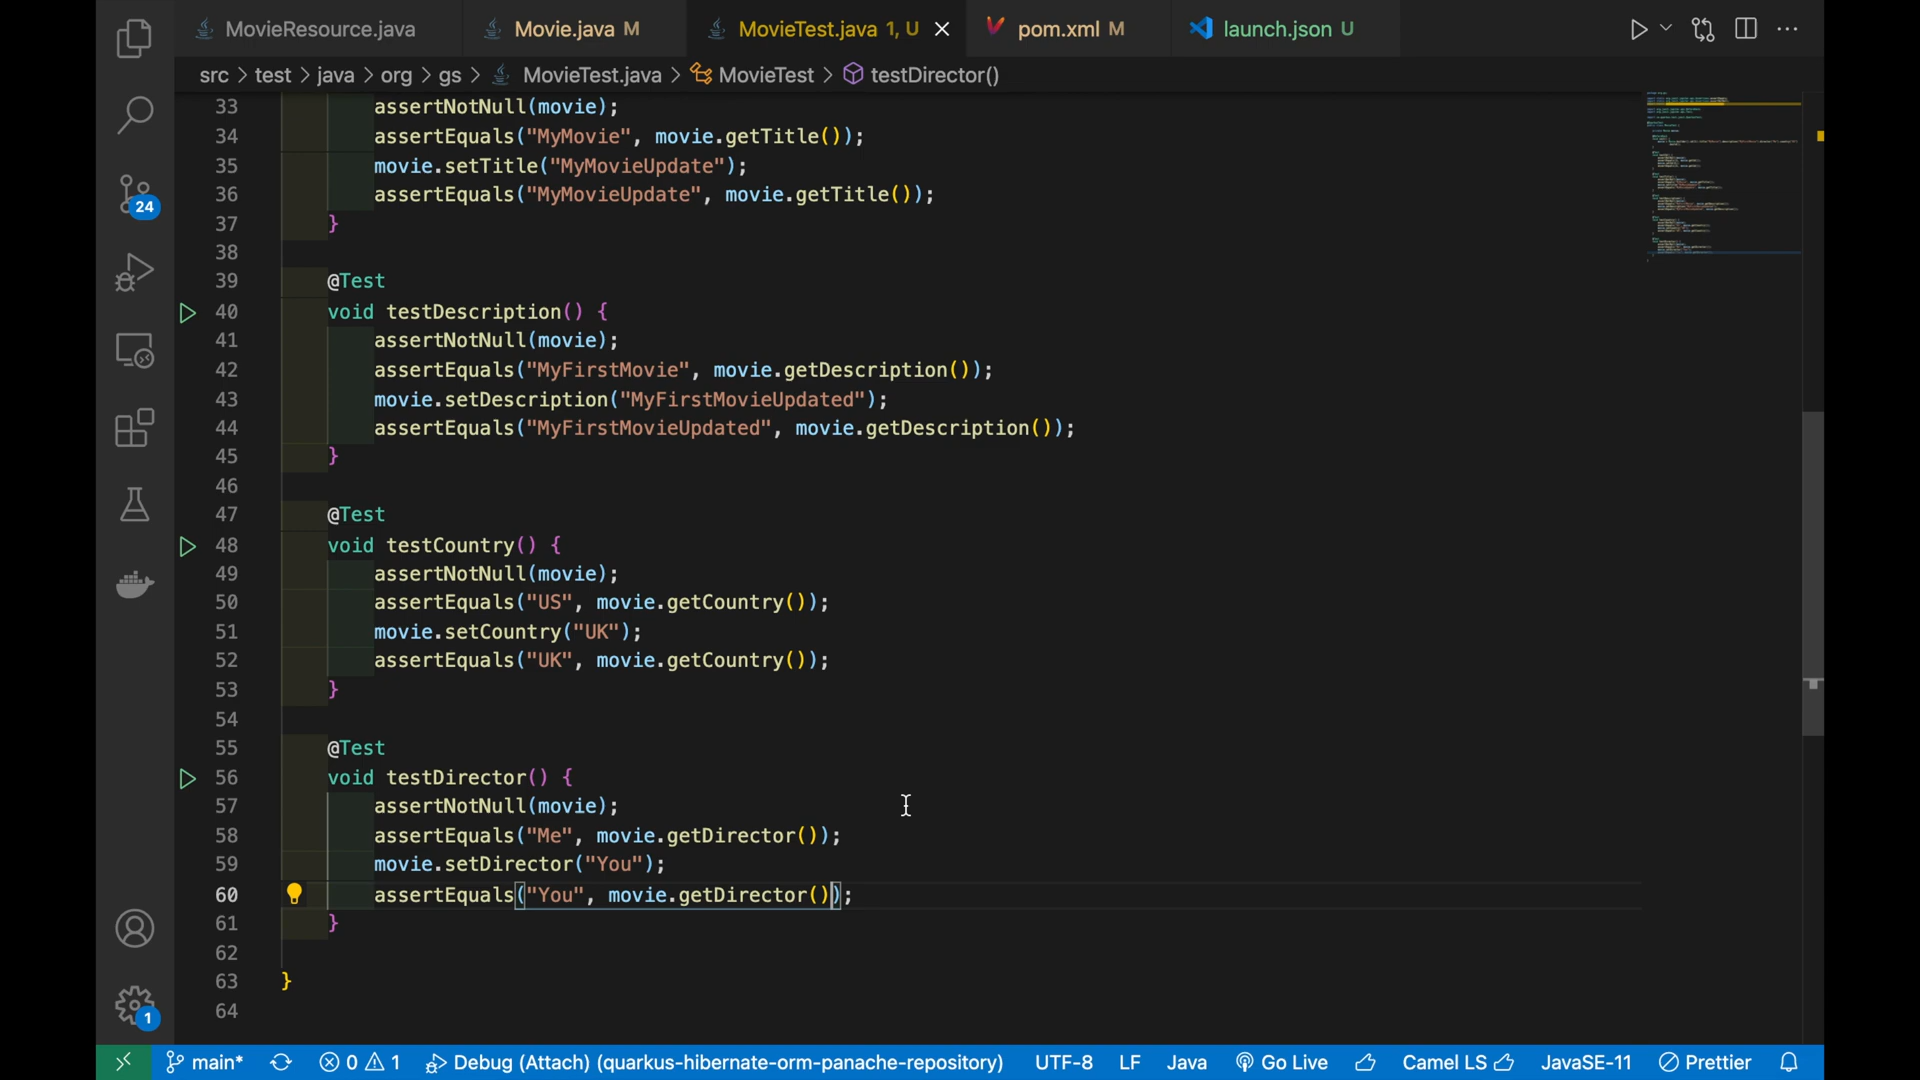 MovieResource.java Movie.java M MovieTest.java 1, U pom.xml M launch.json U
src > test > java > org > gs > MovieTest.java > MovieTest > testDirector()
33 assertNotNull(movie);
34 assertEquals("MyMovie", movie.getTitle());
35 movie.setTitle("MyMovieUpdate");
36 assertEquals("MyMovieUpdate", movie.getTitle());
37 }
38
39 @Test
40 void testDescription() {
41 assertNotNull(movie);
42 assertEquals("MyFirstMovie", movie.getDescription());
43 movie.setDescription("MyFirstMovieUpdated");
44 assertEquals("MyFirstMovieUpdated", movie.getDescription());
45 }
46
47 @Test
48 void testCountry() {
49 assertNotNull(movie);
50 assertEquals("US", movie.getCountry());
51 movie.setCountry("UK");
52 assertEquals("UK", movie.getCountry());
53 }
54
55 @Test
56 void testDirector() {
57 assertNotNull(movie);
58 assertEquals("Me", movie.getDirector());
59 movie.setDirector("You");
60 assertEquals("You", movie.getDirector());
61 }
62
63 }
64
24
1
main* 0 1 Debug (Attach) (quarkus-hibernate-orm-panache-repository) UTF-8 LF Java Go Live Camel LS JavaSE-11 Prettier